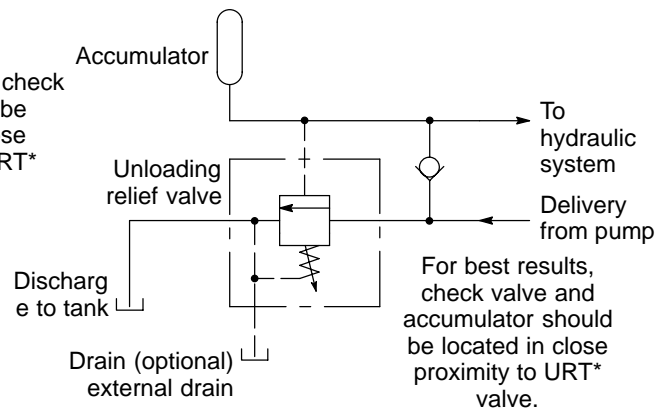 Accumulator
check
be
se
RT*
To
hydraulic
system
Unloading
relief valve
Delivery
from pump
Discharg
e to tank
For best results,
check valve and
accumulator should
be located in close
proximity to URT*
valve.
Drain (optional)
external drain